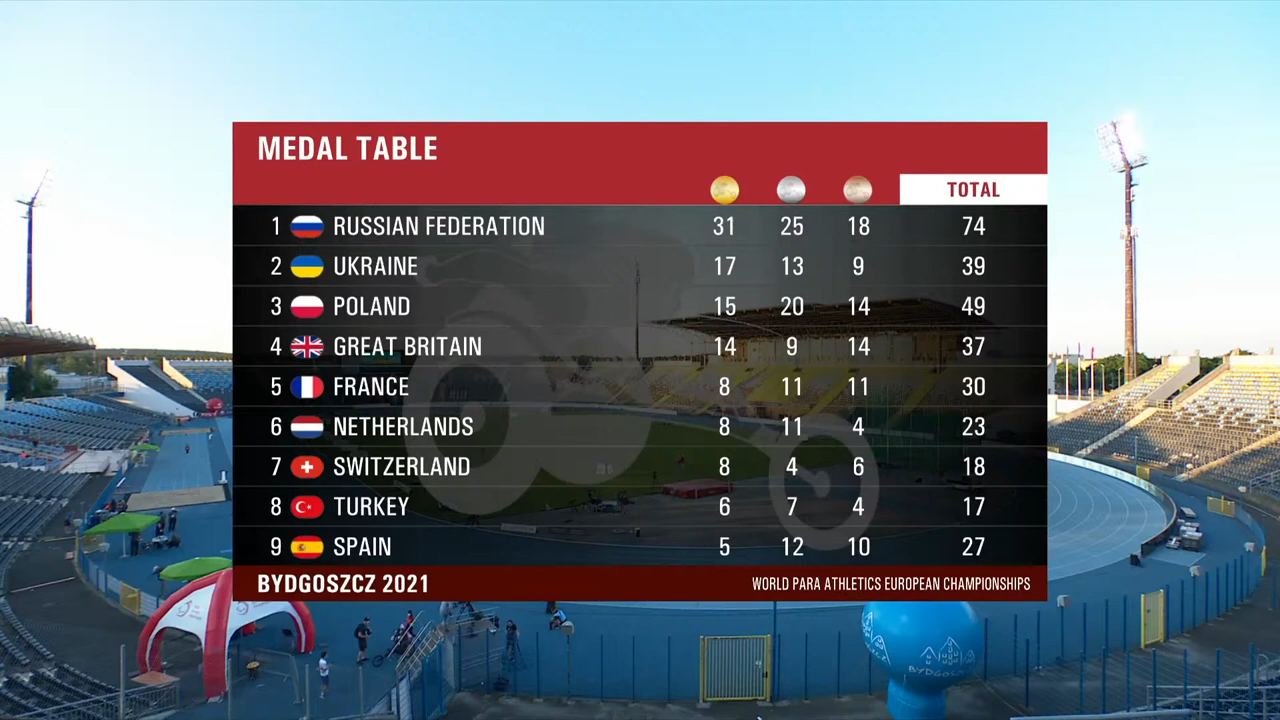 MEDAL TABLE
TOTAL
1 RUSSIAN FEDERATION 31 25 18 74
2 UKRAINE 17 13 9 39
3 POLAND 15 20 14 49
4 GREAT BRITAIN 14 9 14 37
5 FRANCE 8 11 11 30
6 NETHERLANDS 8 11 4 23
7 SWITZERLAND 8 4 6 18
8 TURKEY 6 7 4 17
9 SPAIN 5 12 10 27
BYDGOSZCZ 2021 WORLD PARA ATHLETICS EUROPEAN CHAMPIONSHIPS